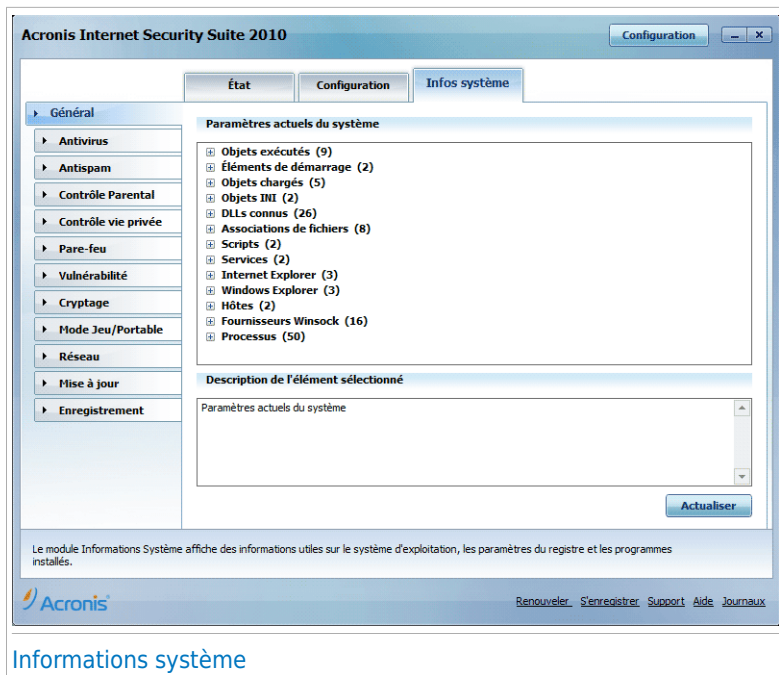 Acronis Internet Security Suite 2010
Configuration
État
Configuration
Infos système
Général
Antivirus
Antispam
Contrôle Parental
Contrôle vie privée
Pare-feu
Vulnérabilité
Cryptage
Mode Jeu/Portable
Réseau
Mise à jour
Enregistrement
Paramètres actuels du système
Objets exécutés (9)
Éléments de démarrage (2)
Objets chargés (5)
Objets INI (2)
DLLs connus (26)
Associations de fichiers (8)
Scripts (2)
Services (2)
Internet Explorer (3)
Windows Explorer (3)
Hôtes (2)
Fournisseurs Winsock (16)
Processus (50)
Description de l'élément sélectionné
Paramètres actuels du système
Actualiser
Le module Informations Système affiche des informations utiles sur le système d'exploitation, les paramètres du registre et les programmes
installés.
Acronis
Renouveler S'enregistrer Support Aide Journaux
Informations système